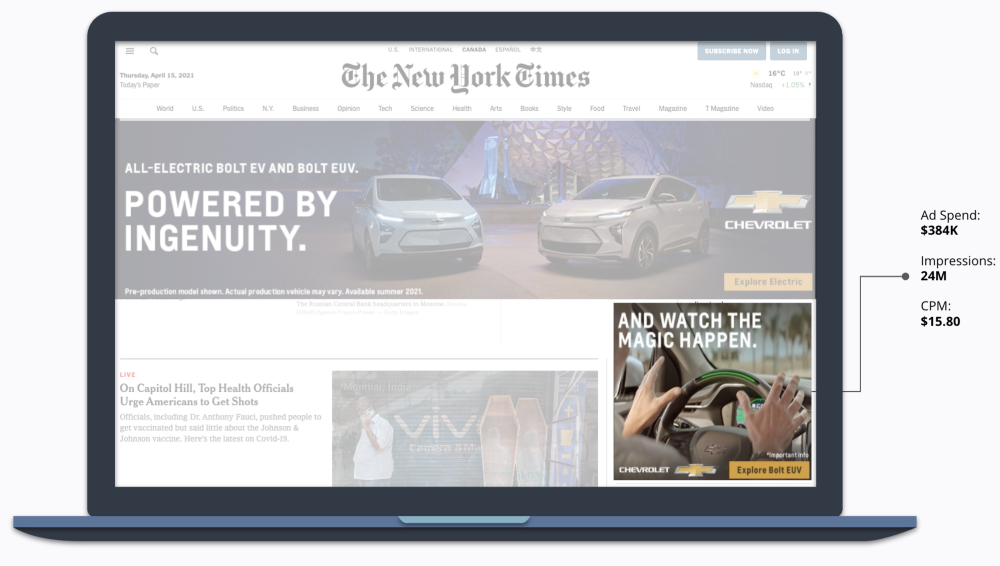 U.S. INTERNATIONAL CANADA ESPAÑOL 中文
SUBSCRIBE NOW LOG IN
Thursday, April 15, 2021
Today's Paper
The New York Times
16°C 19° 8°
Nasdaq +1.05% ↑
World U.S. Politics N.Y. Business Opinion Tech Science Health Arts Books Style Food Travel Magazine T Magazine Video
ALL-ELECTRIC BOLT EV AND BOLT EUV.
POWERED BY
INGENUITY.
CHEVROLET
Explore Electric
Pre-production model shown. Actual production vehicle may vary. Available summer 2021.
The Russian Central Bank headquarters in Moscow. Dimitar
Dilkoff/Agence France-Presse — Getty Images
LIVE
On Capitol Hill, Top Health Officials
Urge Americans to Get Shots
Officials, including Dr. Anthony Fauci, pushed people to
get vaccinated but said little about the Johnson &
Johnson vaccine. Here's the latest on Covid-19.
Mumbai, India
Camera & Mu
AND WATCH THE
MAGIC HAPPEN.
*Important Info
CHEVROLET
Explore Bolt EUV
Ad Spend:
$384K
Impressions:
24M
CPM:
$15.80